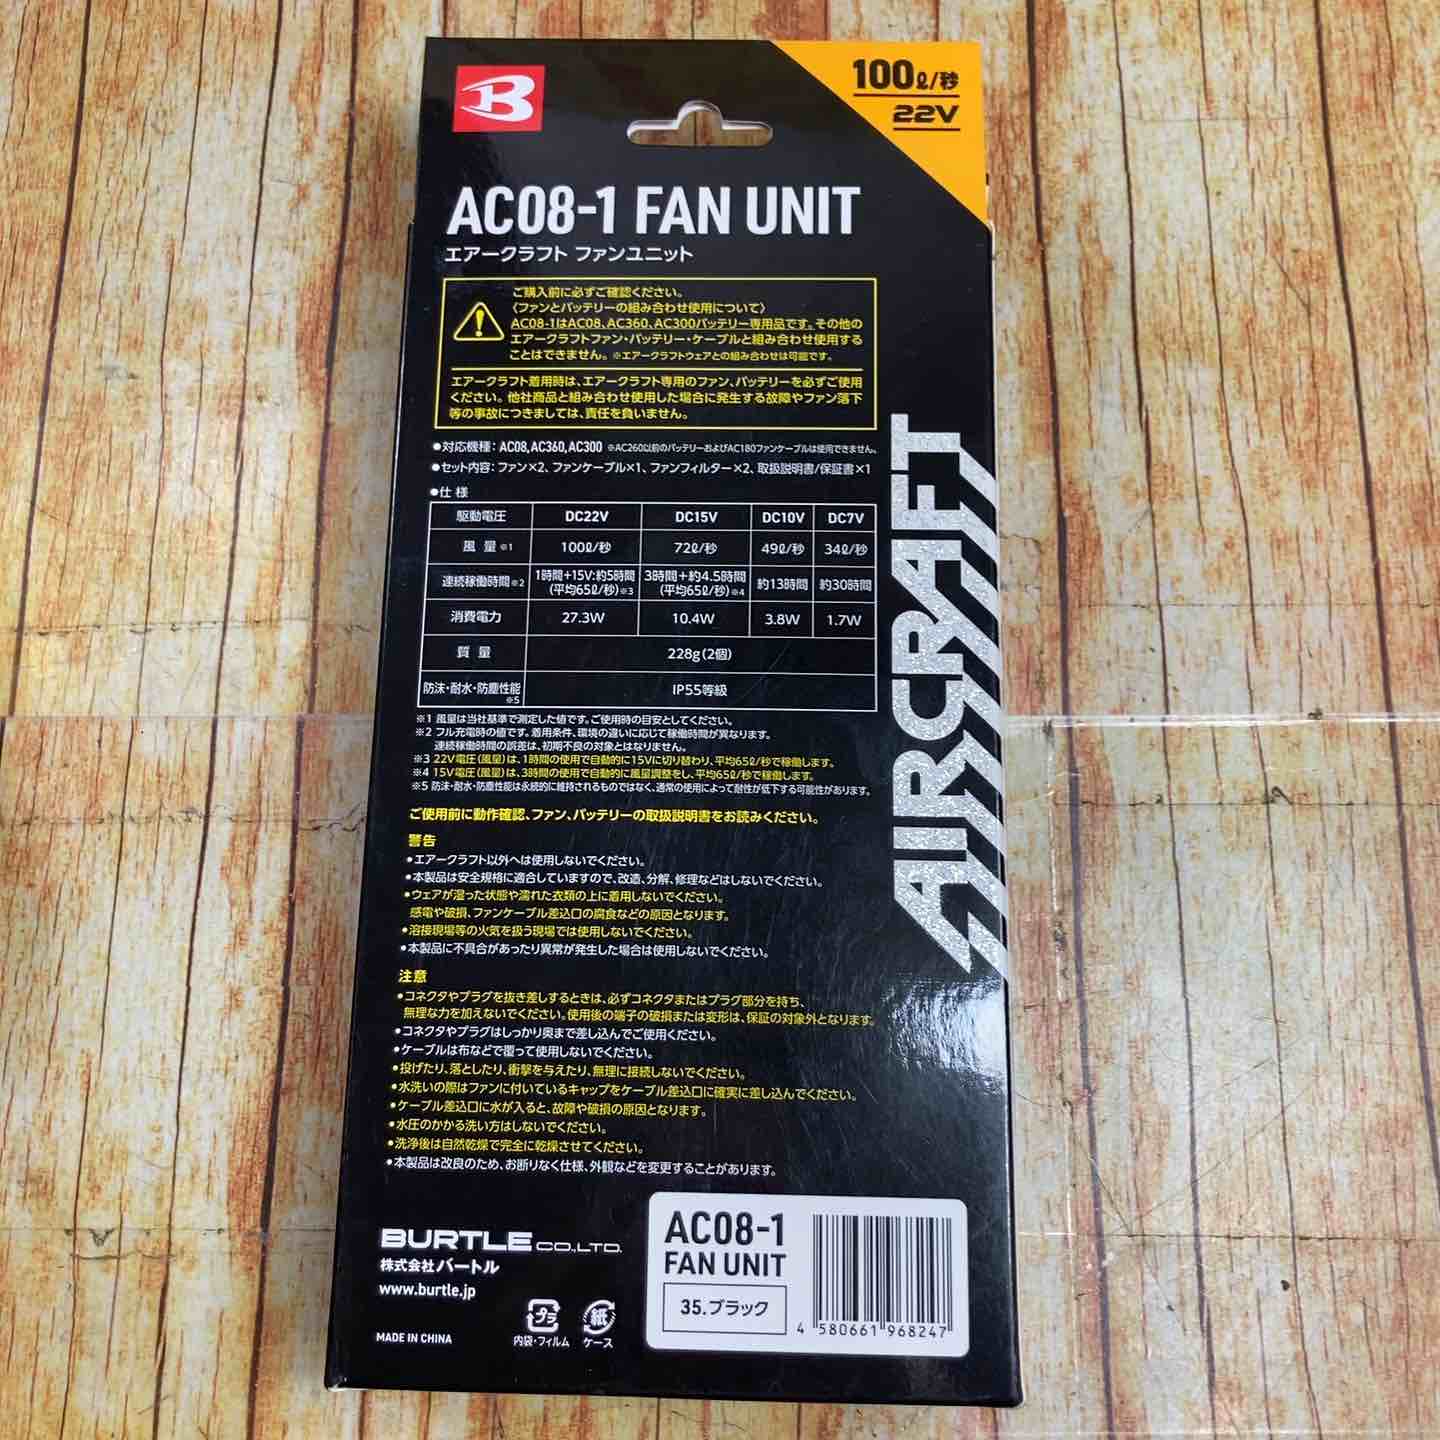 B
100ℓ/秒
22V
AC08-1 FAN UNIT
エアークラフト ファンユニット
ご購入前に必ずご確認ください。
〈ファンとバッテリーの組み合わせ使用について〉
AC08-1はAC08、AC360、AC300バッテリー専用品です。その他の
エアークラフトファン・バッテリー・ケーブルと組み合わせ使用する
ことはできません。※エアークラフトウェアとの組み合わせは可能です。
エアークラフト着用時は、エアークラフト専用のファン、バッテリーを必ずご使用
ください。他社商品と組み合わせ使用した場合に発生する故障やファン落下
等の事故につきましては、責任を負いません。
●対応機種：AC08,AC360,AC300 ※AC260以前のバッテリーおよびAC180ファンケーブルは使用できません。
●セット内容：ファン×2、ファンケーブル×1、ファンフィルター×2、取扱説明書/保証書×1
●仕様
駆動電圧 DC22V DC15V DC10V DC7V
風量※1 100ℓ/秒 72ℓ/秒 49ℓ/秒 34ℓ/秒
連続稼働時間※2 1時間+15V:約5時間 (平均65ℓ/秒)※3 3時間+約4.5時間 (平均65ℓ/秒)※4 約13時間 約30時間
消費電力 27.3W 10.4W 3.8W 1.7W
質量 228g(2個)
防沫・耐水・防塵性能※5 IP55等級
※1 風量は当社基準で測定した値です。ご使用時の目安としてください。
※2 フル充電時の値です。着用条件、環境の違いに応じて稼働時間が異なります。
連続稼働時間の誤差は、初期不良の対象とはなりません。
※3 22V電圧(風量)は、1時間の使用で自動的に15Vに切り替わり、平均65ℓ/秒で稼働します。
※4 15V電圧(風量)は、3時間の使用で自動的に風量調整をし、平均65ℓ/秒で稼働します。
※5 防沫・耐水・防塵性能は永続的に維持されるものではなく、通常の使用によって耐性が低下する可能性があります。
ご使用前に動作確認、ファン、バッテリーの取扱説明書をお読みください。
警告
●エアークラフト以外へは使用しないでください。
●本製品は安全規格に適合していますので、改造、分解、修理などはしないでください。
●ウェアが湿った状態や濡れた衣類の上に着用しないでください。
感電や破損、ファンケーブル差込口の腐食などの原因となります。
●溶接現場等の火気を扱う現場では使用しないでください。
●本製品に不具合があったり異常が発生した場合は使用しないでください。
注意
●コネクタやプラグを抜き差しするときは、必ずコネクタまたはプラグ部分を持ち、
無理な力を加えないでください。使用後の端子の破損または変形は、保証の対象外となります。
●コネクタやプラグはしっかり奥まで差し込んでご使用ください。
●ケーブルは布などで覆って使用しないでください。
●投げたり、落としたり、衝撃を与えたり、無理に接続しないでください。
●水洗いの際はファンに付いているキャップをケーブル差込口に確実に差し込んでください。
●ケーブル差込口に水が入ると、故障や破損の原因となります。
●水圧のかかる洗い方はしないでください。
●洗浄後は自然乾燥で完全に乾燥させてください。
●本製品は改良のため、お断りなく仕様、外観などを変更することがあります。
AIRCRAFT
BURTLE CO.,LTD.
株式会社バートル
www.burtle.jp
MADE IN CHINA
プラ
内袋・フィルム
紙
ケース
AC08-1
FAN UNIT
35.ブラック
4 580661 968247